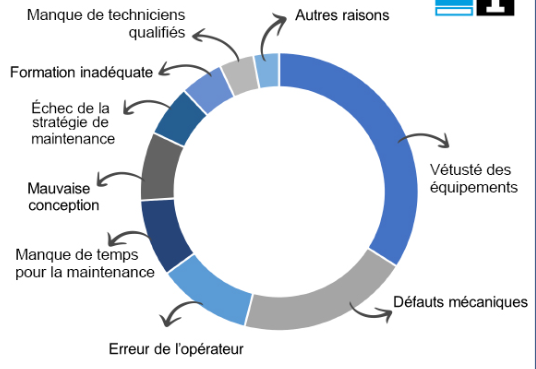 Manque de techniciens
qualifiés
Autres raisons
Formation inadéquate
Échec de la
stratégie de
maintenance
Mauvaise
conception
Manque de temps
pour la maintenance
Erreur de l'opérateur
Défauts mécaniques
Vétusté des
équipements